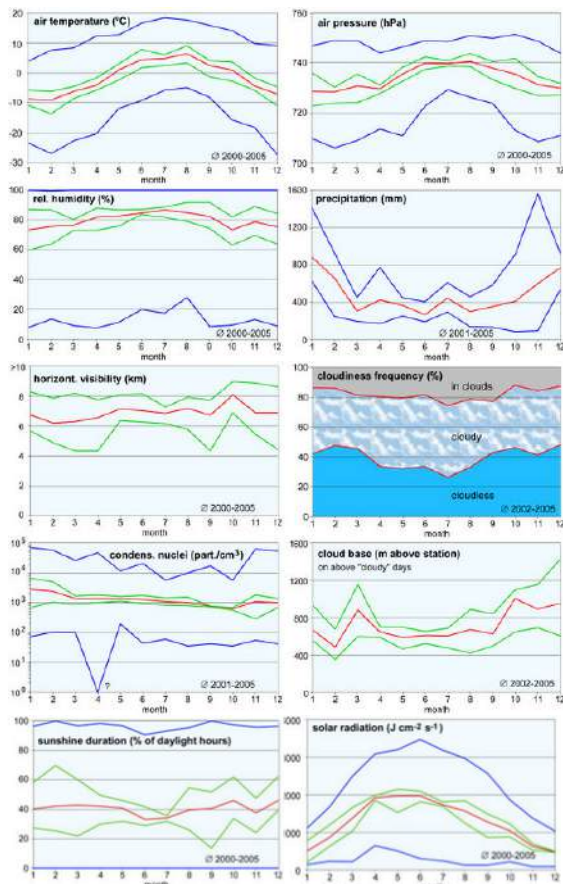 air temperature (°C)
20
10
0
-10
-20
-30
1 2 3 4 5 6 7 8 9 10 11 12
month
Ø 2000-2005
air pressure (hPa)
760
730
720
700
1 2 3 4 5 6 7 8 9 10 11 12
month
Ø 2000-2005
rel. humidity (%)
100
80
60
40
20
0
1 2 3 4 5 6 7 8 9 10 11 12
month
Ø 2000-2005
precipitation (mm)
1600
1200
800
400
0
1 2 3 4 5 6 7 8 9 10 11 12
month
Ø 2001-2005
horizont. visibility (km)
>10
8
6
4
2
0
1 2 3 4 5 6 7 8 9 10 11 12
month
Ø 2000-2005
cloudiness frequency (%)
in clouds
cloudy
cloudless
100
80
60
40
20
0
1 2 3 4 5 6 7 8 9 10 11 12
month
Ø 2002-2005
condens. nuclei (part./cm³)
10⁵
10⁴
10³
10²
10¹
10⁰
?
1 2 3 4 5 6 7 8 9 10 11 12
month
Ø 2001-2005
cloud base (m above station)
on above "cloudy" days
1600
1200
800
400
0
1 2 3 4 5 6 7 8 9 10 11 12
month
Ø 2002-2005
sunshine duration (% of daylight hours)
100
80
60
40
20
0
1 2 3 4 5 6 7 8 9 10 11 12
month
Ø 2000-2005
solar radiation (J cm-2 s-1)
0
1 2 3 4 5 6 7 8 9 10 11 12
Ø 2000-2005